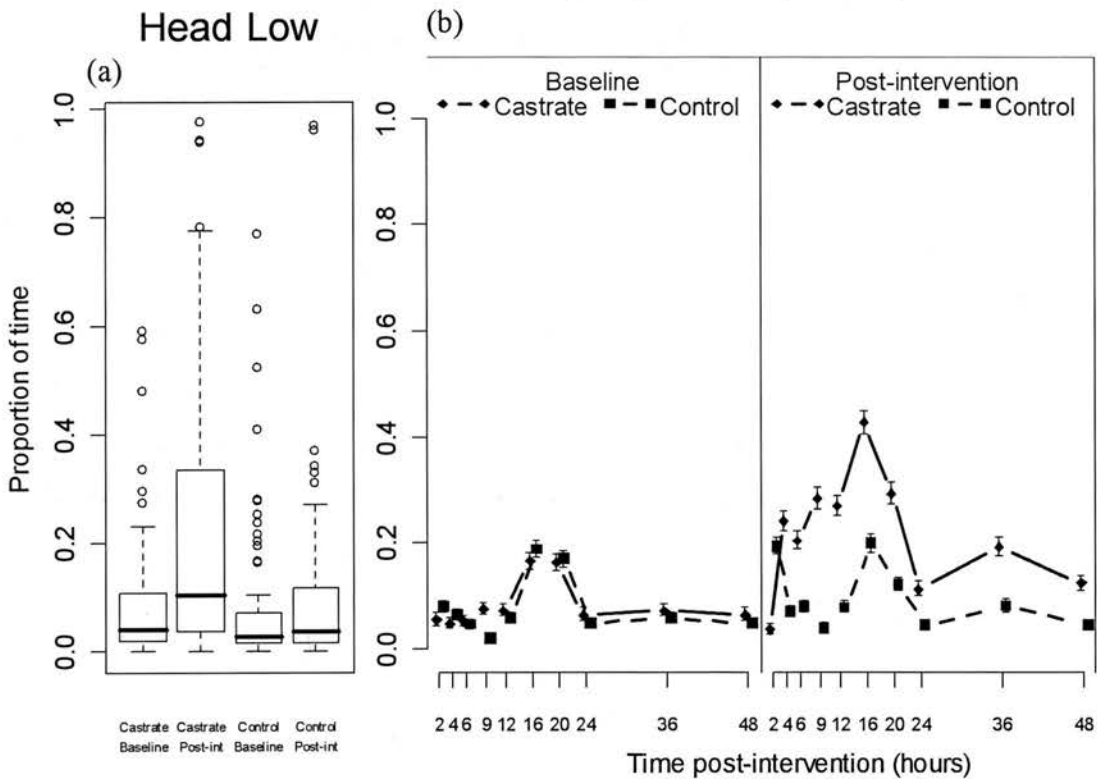 Head Low
(a)
Proportion of time
1.0
0.8
0.6
0.4
0.2
0.0
Castrate Baseline
Castrate Post-int
Control Baseline
Control Post-int
(b)
Baseline
Castrate Control
Post-intervention
Castrate Control
1.0
0.8
0.6
0.4
0.2
0.0
2 4 6 9 12 16 20 24 36 48
2 4 6 9 12 16 20 24 36 48
Time post-intervention (hours)